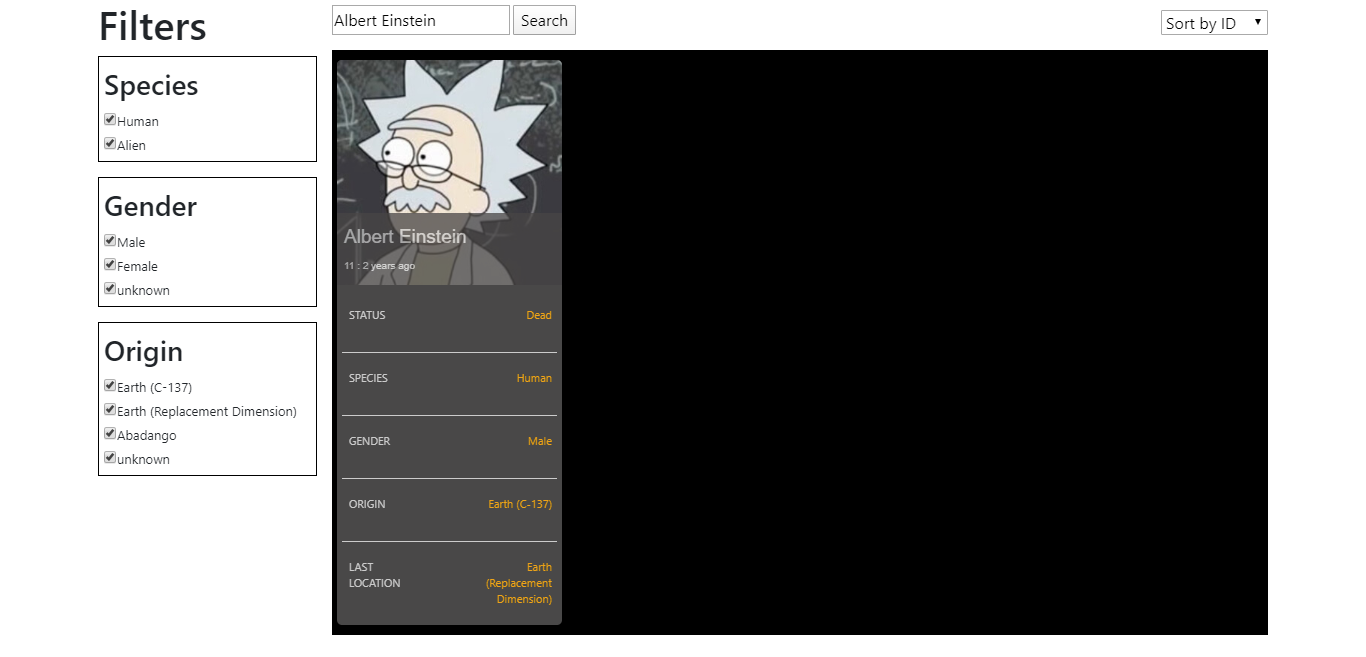 Filters
Species
Human
Alien
Gender
Male
Female
unknown
Origin
Earth (C-137)
Earth (Replacement Dimension)
Abadango
unknown
Albert Einstein
Search
Sort by ID
Albert Einstein
11 : 2 years ago
STATUS Dead
SPECIES Human
GENDER Male
ORIGIN Earth (C-137)
LAST Earth
LOCATION (Replacement
Dimension)